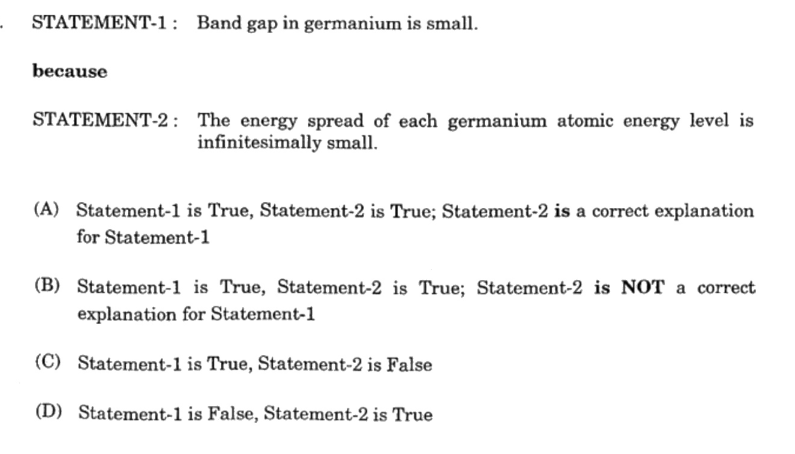 . STATEMENT-1 : Band gap in germanium is small.
because
STATEMENT-2 : The energy spread of each germanium atomic energy level is
infinitesimally small.
(A) Statement-1 is True, Statement-2 is True; Statement-2 is a correct explanation
for Statement-1
(B) Statement-1 is True, Statement-2 is True; Statement-2 is NOT a correct
explanation for Statement-1
(C) Statement-1 is True, Statement-2 is False
(D) Statement-1 is False, Statement-2 is True